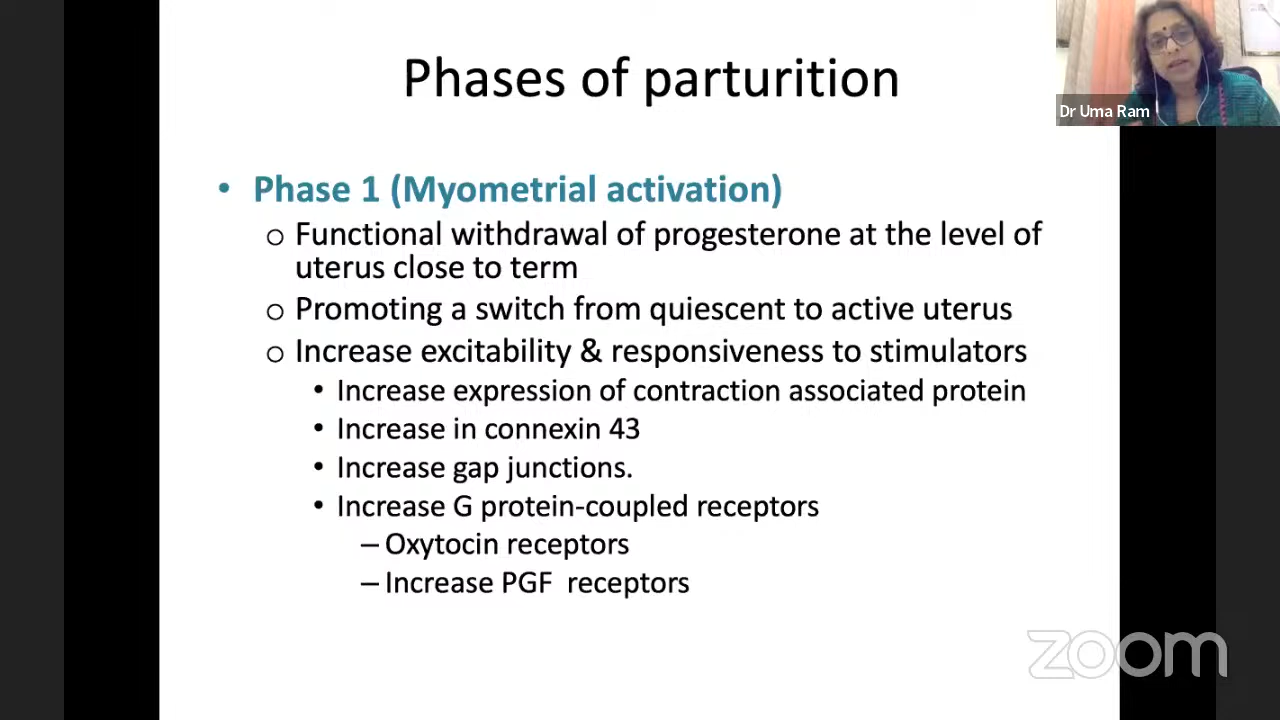 Phases of parturition
Dr Uma Ram
• Phase 1 (Myometrial activation)
o Functional withdrawal of progesterone at the level of
uterus close to term
o Promoting a switch from quiescent to active uterus
o Increase excitability & responsiveness to stimulators
• Increase expression of contraction associated protein
• Increase in connexin 43
• Increase gap junctions.
• Increase G protein-coupled receptors
– Oxytocin receptors
– Increase PGF receptors
zoom